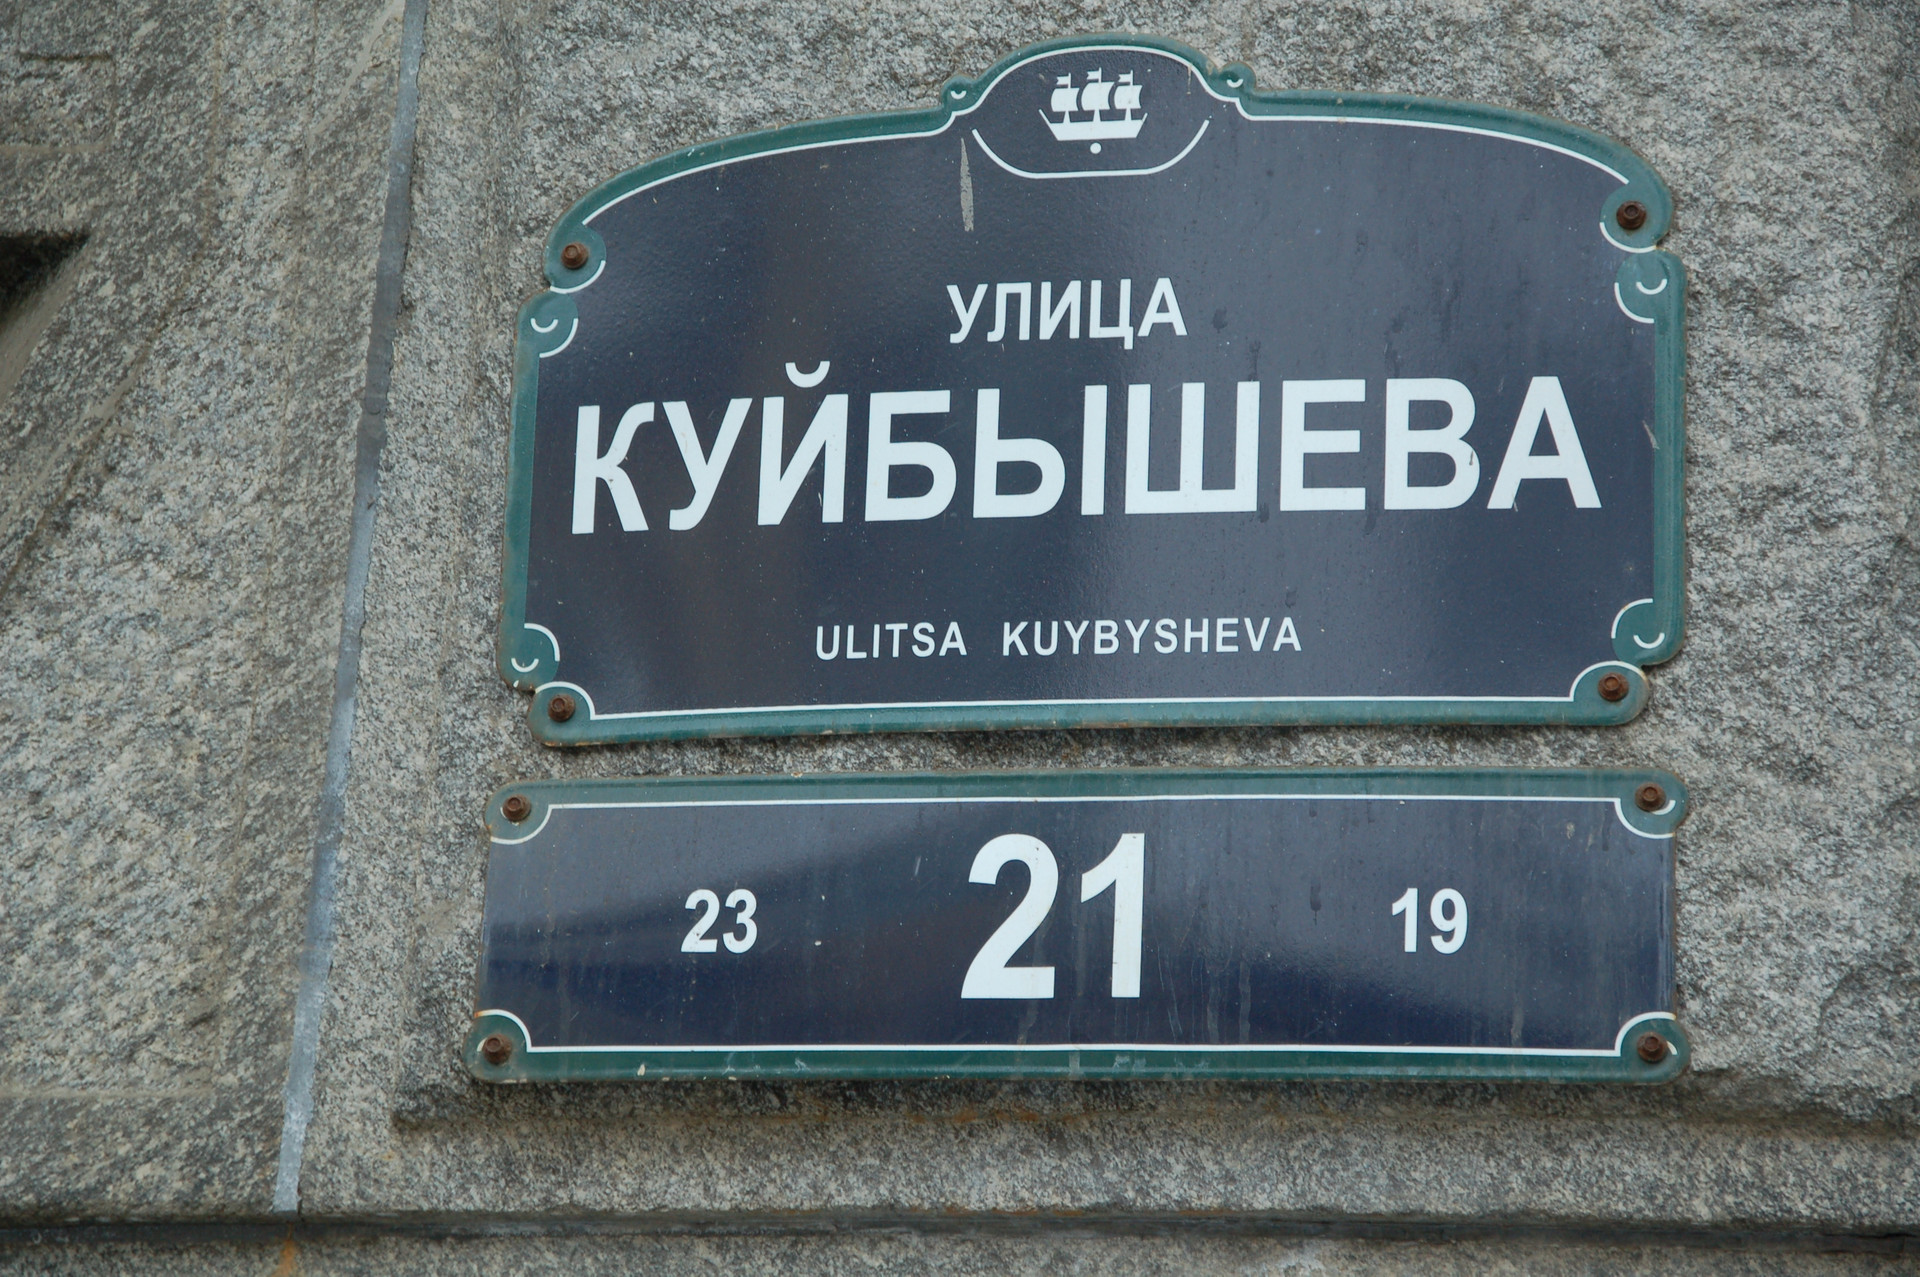 УЛИЦА
КУЙБЫШЕВА
ULITSA KUYBYSHEVA
23 21 19